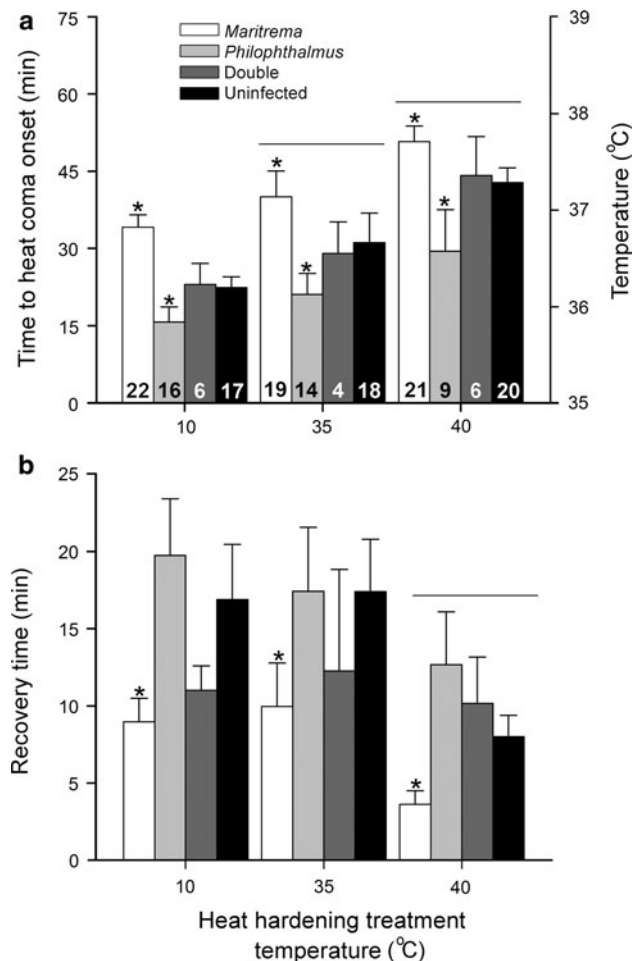 a
Time to heat coma onset (min)
75
60
45
30
15
0
Maritrema
Philophthalmus
Double
Uninfected
* * * * * *
22 16 6 17 19 14 4 18 21 9 6 20
10 35 40
39
38
37
36
35
Temperature (°C)
b
Recovery time (min)
25
20
15
10
5
0
* * *
10 35 40
Heat hardening treatment
temperature (°C)